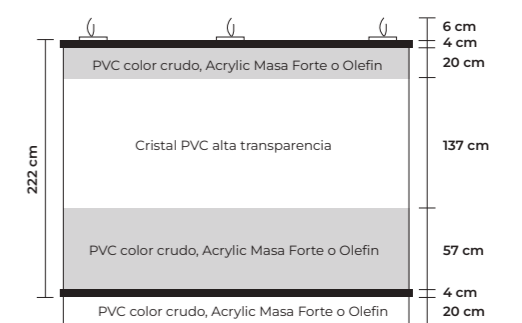 6 cm
4 cm
PVC color crudo, Acrylic Masa Forte o Olefin
20 cm
Cristal PVC alta transparencia
137 cm
222 cm
PVC color crudo, Acrylic Masa Forte o Olefin
57 cm
4 cm
PVC color crudo, Acrylic Masa Forte o Olefin
20 cm